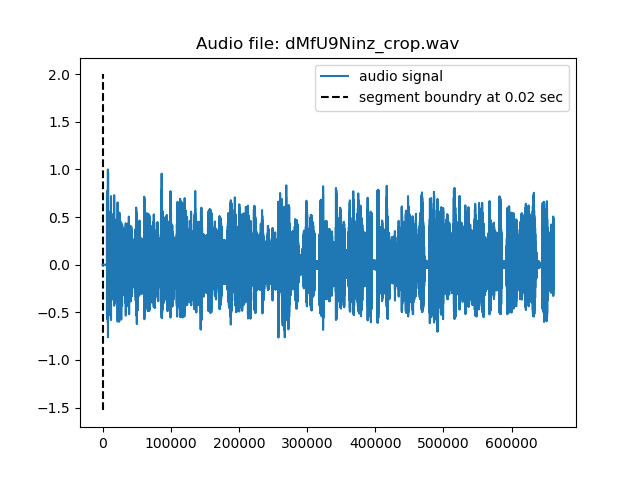 Audio file: dMfU9Ninz_crop.wav
audio signal
segment boundry at 0.02 sec
2.0
1.5
1.0
0.5
0.0
−0.5
−1.0
−1.5
0 100000 200000 300000 400000 500000 600000